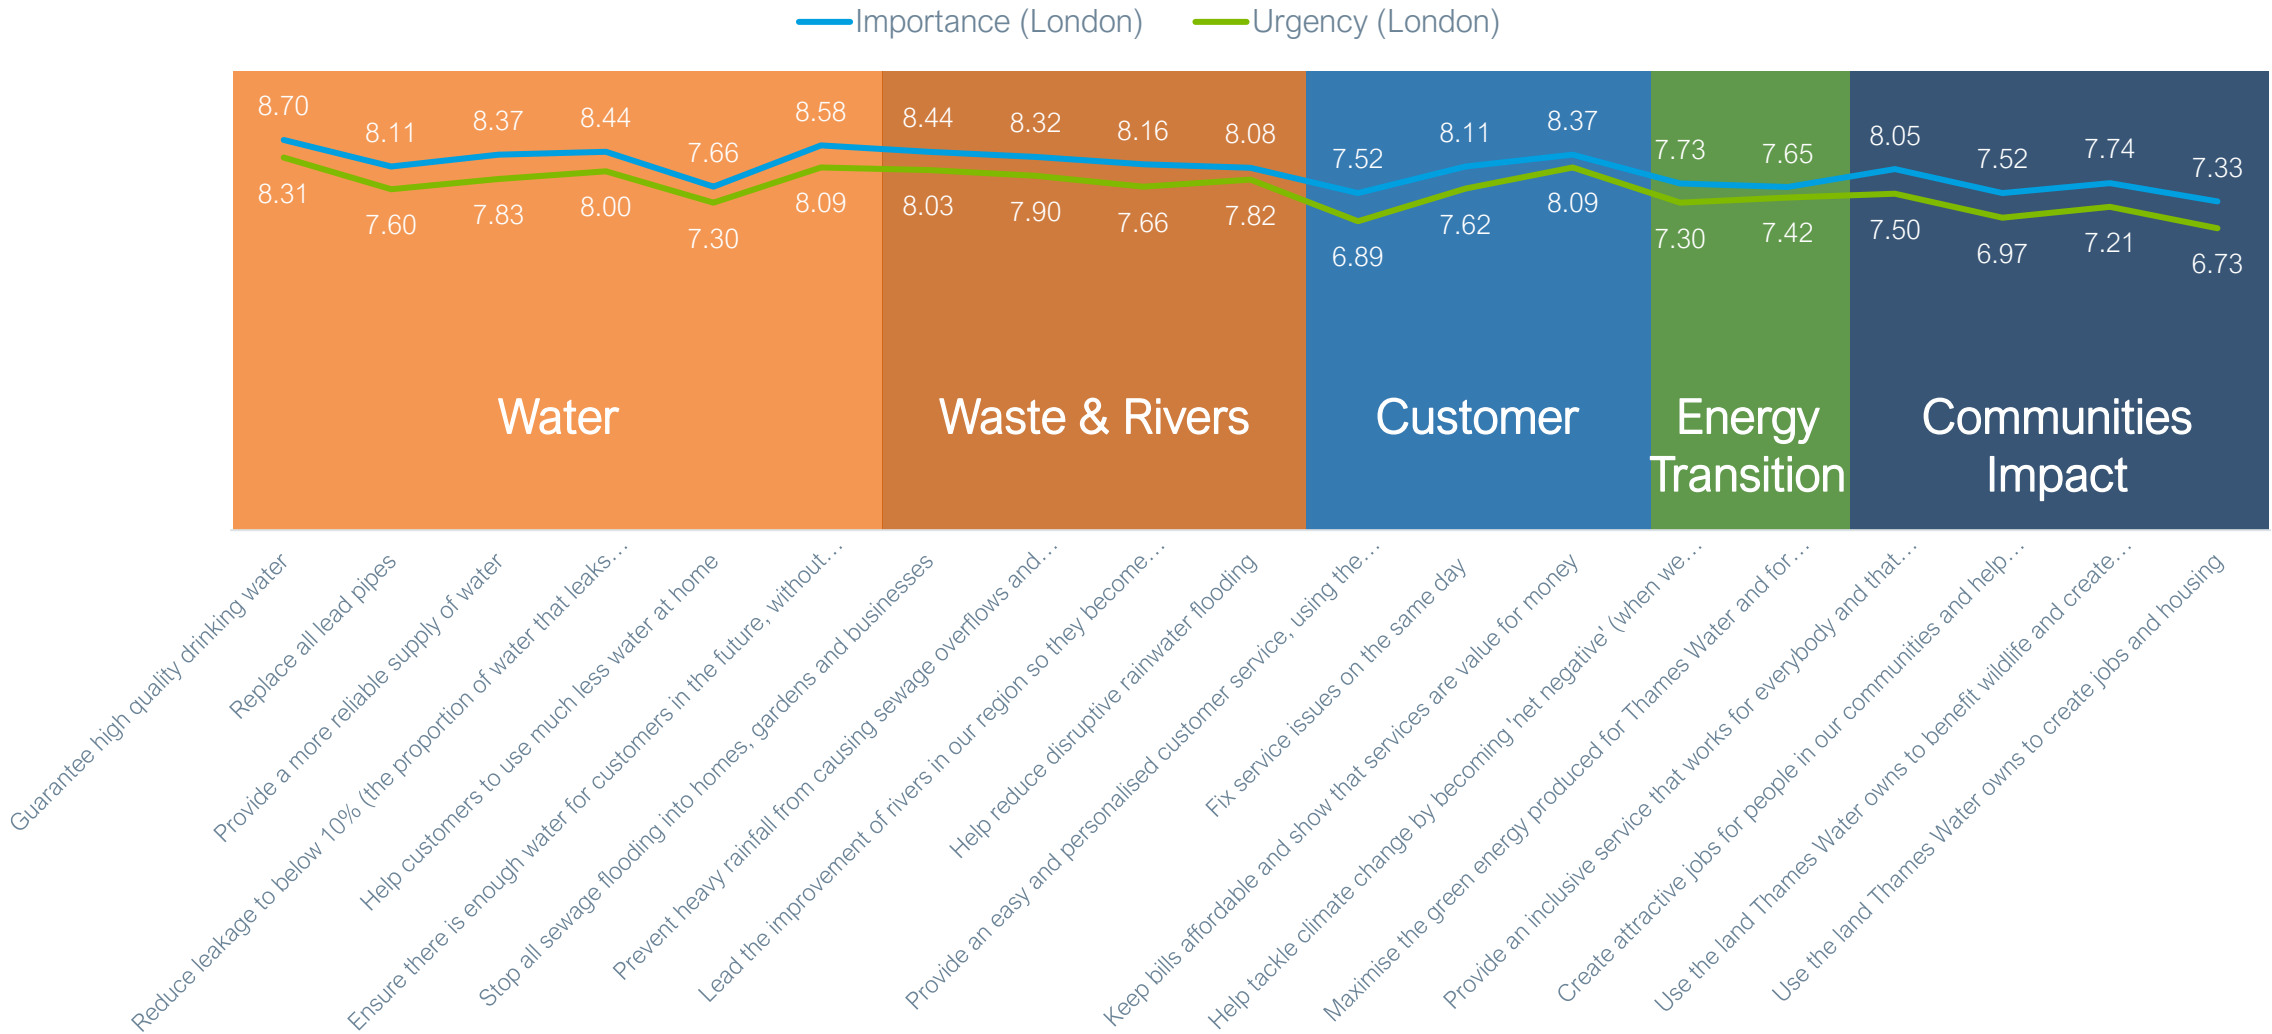 Importance (London) Urgency (London)
8.70 8.11 8.37 8.44 7.66 8.58 8.44 8.32 8.16 8.08 7.52 8.11 8.37 7.73 7.65 8.05 7.52 7.74 7.33
8.31 7.60 7.83 8.00 7.30 8.09 8.03 7.90 7.66 7.82 6.89 7.62 8.09 7.30 7.42 7.50 6.97 7.21 6.73
Water
Waste & Rivers
Customer
Energy
Transition
Communities
Impact
Guarantee high quality drinking water
Replace all lead pipes
Provide a more reliable supply of water
Reduce leakage to below 10% (the proportion of water that leaks…
Help customers to use much less water at home
Ensure there is enough water for customers in the future, without…
Stop all sewage flooding into homes, gardens and businesses
Prevent heavy rainfall from causing sewage overflows and…
Lead the improvement of rivers in our region so they become…
Help reduce disruptive rainwater flooding
Provide an easy and personalised customer service, using the…
Fix service issues on the same day
Keep bills affordable and show that services are value for money
Help tackle climate change by becoming 'net negative' (when we…
Maximise the green energy produced for Thames Water and for…
Provide an inclusive service that works for everybody and that…
Create attractive jobs for people in our communities and help…
Use the land Thames Water owns to benefit wildlife and create…
Use the land Thames Water owns to create jobs and housing